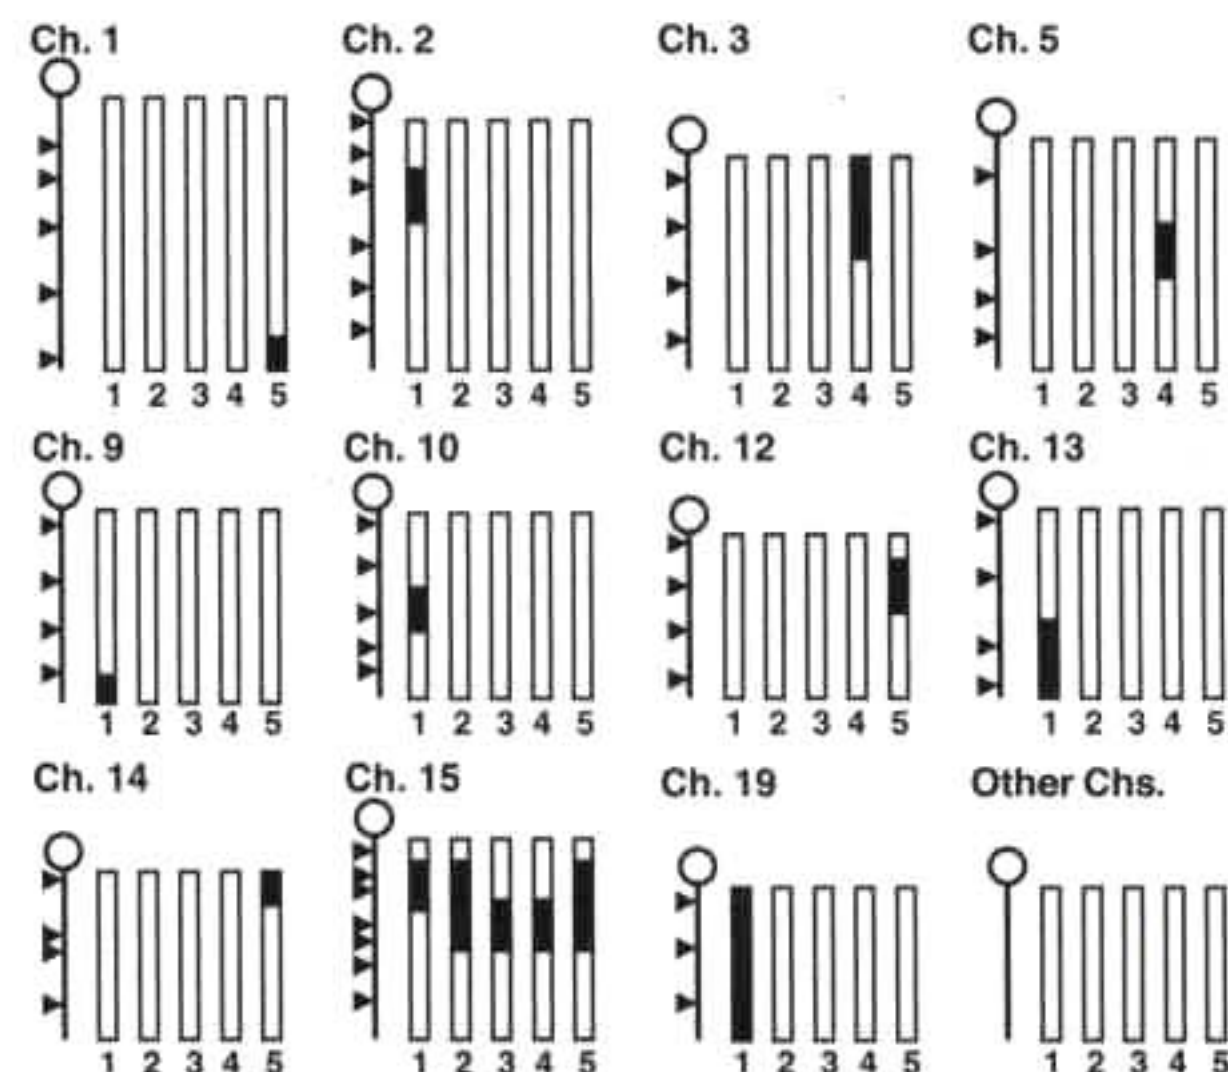 Ch. 1 Ch. 2 Ch. 3 Ch. 5
1 2 3 4 5 1 2 3 4 5 1 2 3 4 5 1 2 3 4 5
Ch. 9 Ch. 10 Ch. 12 Ch. 13
1 2 3 4 5 1 2 3 4 5 1 2 3 4 5 1 2 3 4 5
Ch. 14 Ch. 15 Ch. 19 Other Chs.
1 2 3 4 5 1 2 3 4 5 1 2 3 4 5 1 2 3 4 5